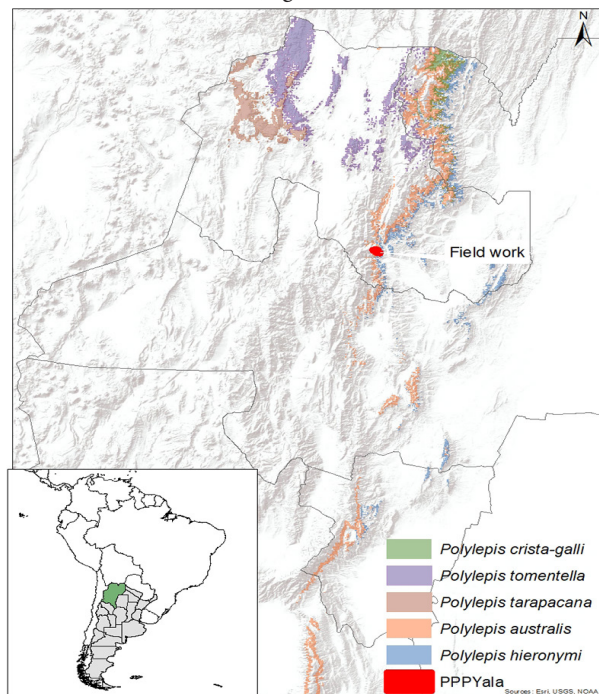 N
Field work
Polylepis crista-galli
Polylepis tomentella
Polylepis tarapacana
Polylepis australis
Polylepis hieronymi
PPPYala
Sources: Esri, USGS, NOAA